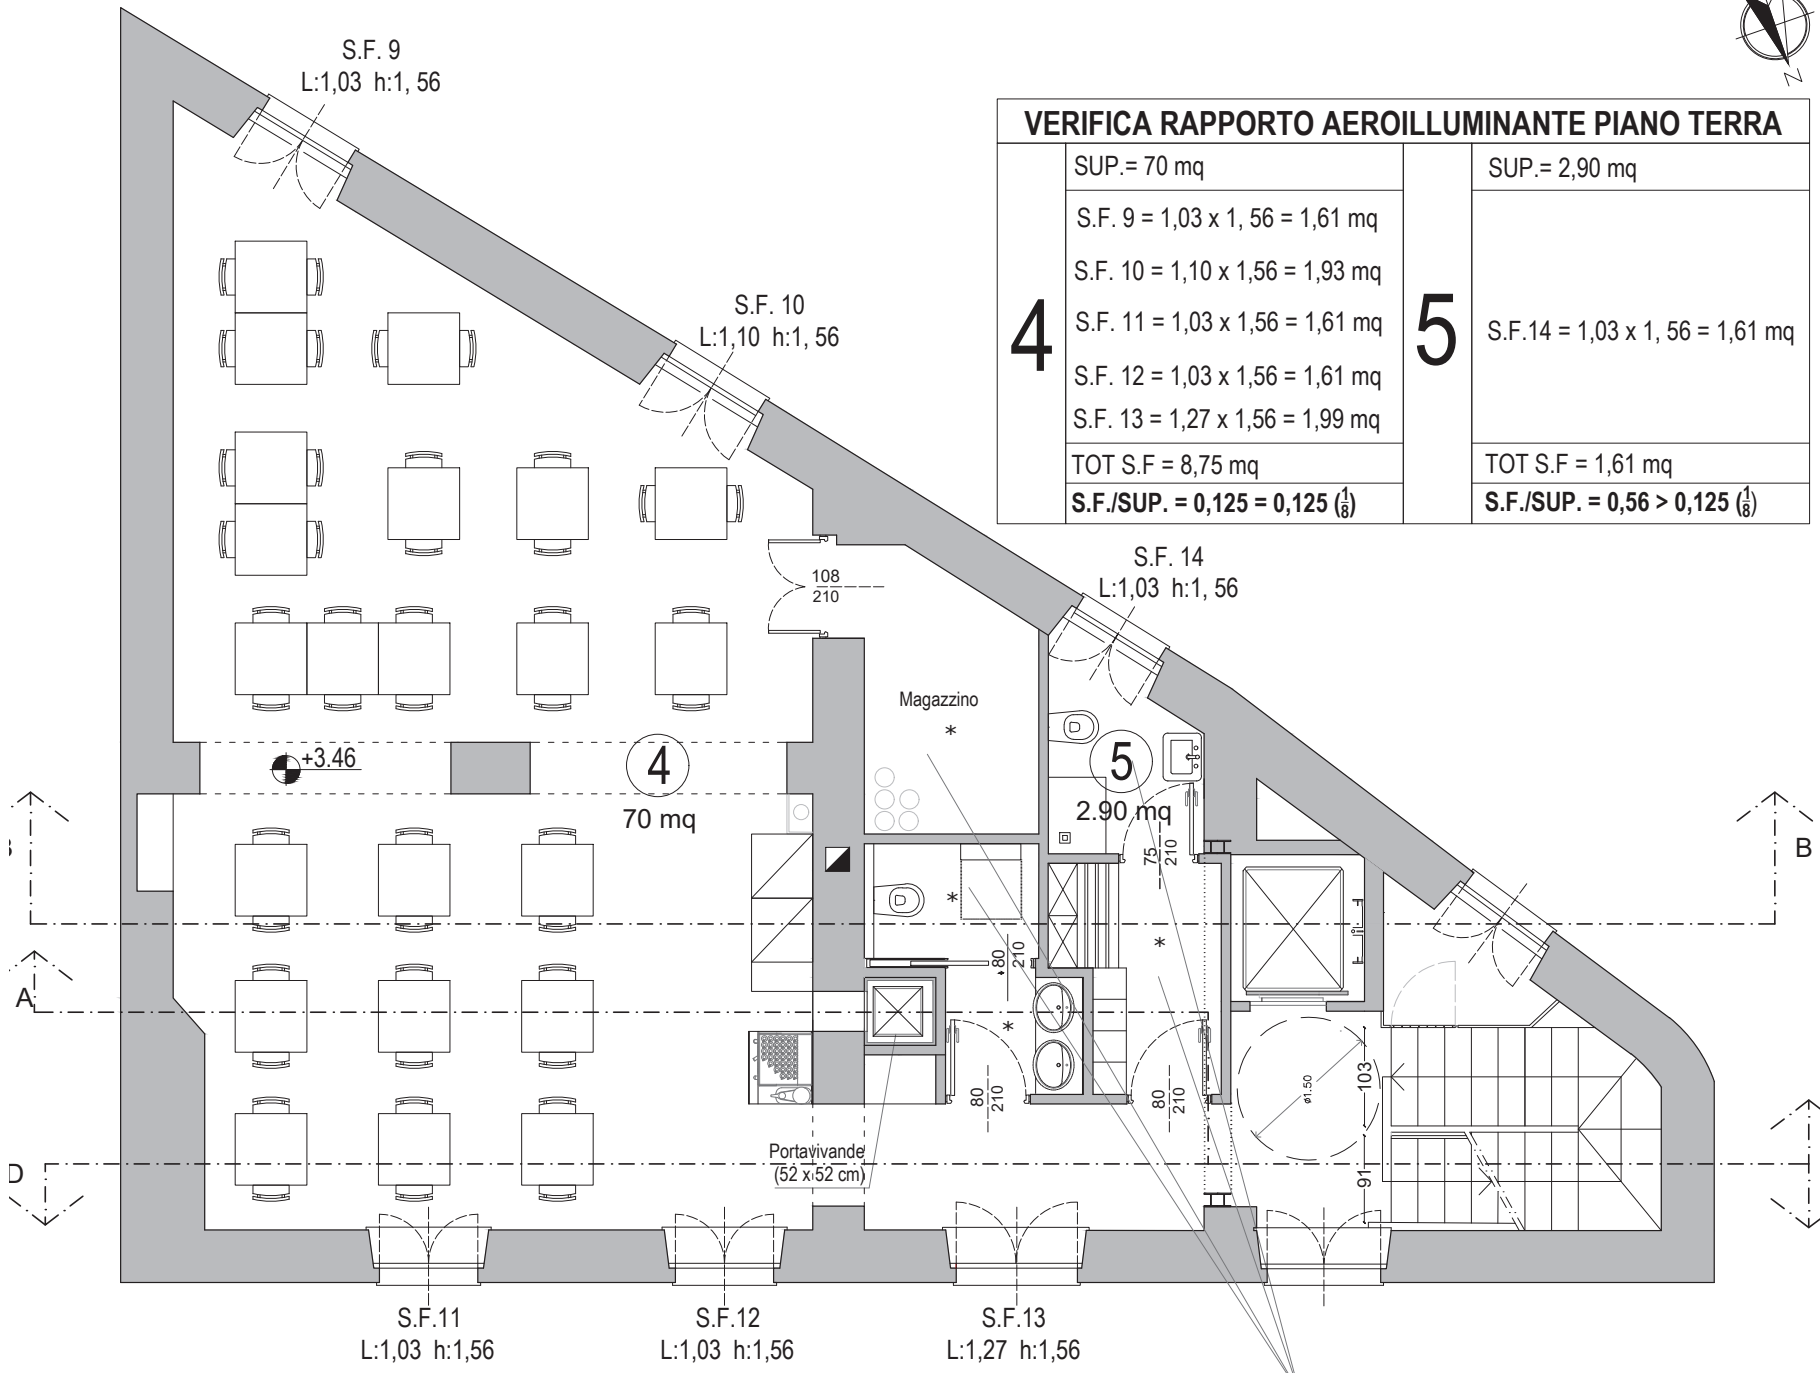 S.F. 9
L:1,03 h:1, 56
N
VERIFICA RAPPORTO AEROILLUMINANTE PIANO TERRA
4
SUP.= 70 mq
S.F. 9 = 1,03 x 1, 56 = 1,61 mq
S.F. 10 = 1,10 x 1,56 = 1,93 mq
S.F. 11 = 1,03 x 1,56 = 1,61 mq
S.F. 12 = 1,03 x 1,56 = 1,61 mq
S.F. 13 = 1,27 x 1,56 = 1,99 mq
TOT S.F = 8,75 mq
S.F./SUP. = 0,125 = 0,125 (1/8)
5
SUP.= 2,90 mq
S.F.14 = 1,03 x 1, 56 = 1,61 mq
TOT S.F = 1,61 mq
S.F./SUP. = 0,56 > 0,125 (1/8)
S.F. 10
L:1,10 h:1, 56
S.F. 14
L:1,03 h:1, 56
108
210
Magazzino
*
+3.46
4
70 mq
5
2.90 mq
75
210
B
*
80
210
*
A
*
80
210
80
210
ø1.50
103
91
Portavivande
(52 x 52 cm)
D
S.F.11
L:1,03 h:1,56
S.F.12
L:1,03 h:1,56
S.F.13
L:1,27 h:1,56